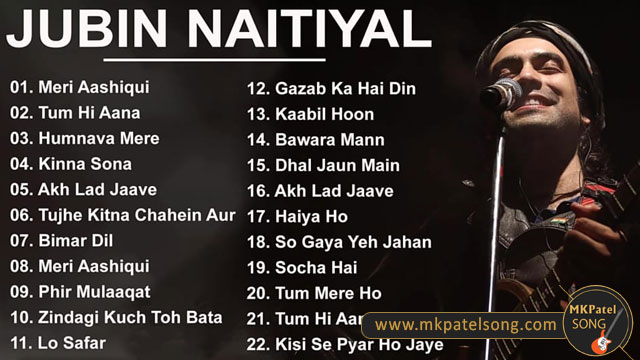 JUBIN NAITIYAL
01. Meri Aashiqui
02. Tum Hi Aana
03. Humnava Mere
04. Kinna Sona
05. Akh Lad Jaave
06. Tujhe Kitna Chahein Aur
07. Bimar Dil
08. Meri Aashiqui
09. Phir Mulaaqat
10. Zindagi Kuch Toh Bata
11. Lo Safar
12. Gazab Ka Hai Din
13. Kaabil Hoon
14. Bawara Mann
15. Dhal Jaun Main
16. Akh Lad Jaave
17. Haiya Ho
18. So Gaya Yeh Jahan
19. Socha Hai
20. Tum Mere Ho
21. Tum Hi
22. Kisi Se Pyar Ho Jaye
www.mkpatelsong.com
MKPatel
SONG